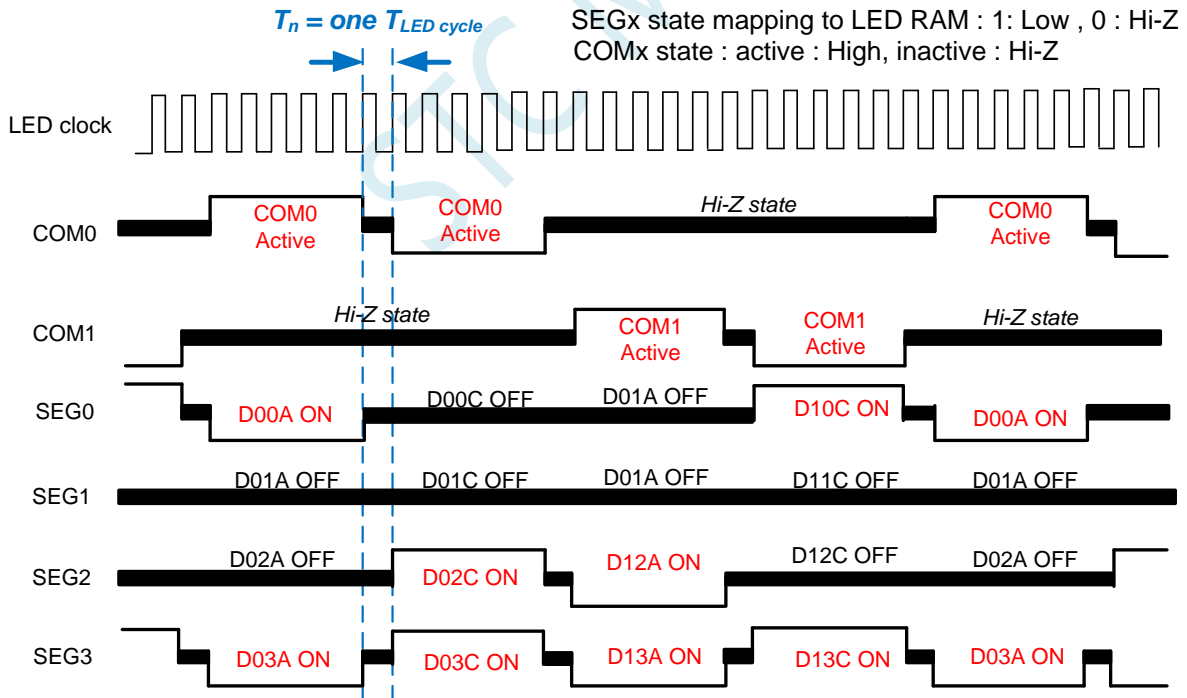 Tn = one TLED cycle
SEGx state mapping to LED RAM : 1: Low , 0 : Hi-Z
COMx state : active : High, inactive : Hi-Z
LED clock
COM0
COM0
Active
COM0
Active
Hi-Z state
COM0
Active
COM1
Hi-Z state
COM1
Active
COM1
Active
Hi-Z state
SEG0
D00A ON
D00C OFF
D01A OFF
D10C ON
D00A ON
SEG1
D01A OFF
D01C OFF
D01A OFF
D11C OFF
D01A OFF
SEG2
D02A OFF
D02C ON
D12A ON
D12C OFF
D02A OFF
SEG3
D03A ON
D03C ON
D13A ON
D13C ON
D03A ON
STC